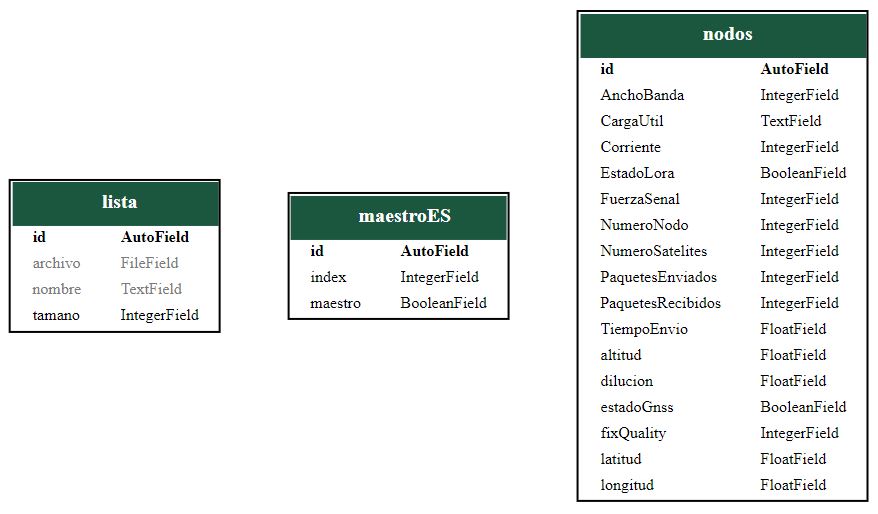 lista
id AutoField
archivo FileField
nombre TextField
tamano IntegerField
maestroES
id AutoField
index IntegerField
maestro BooleanField
nodos
id AutoField
AnchoBanda IntegerField
CargaUtil TextField
Corriente IntegerField
EstadoLora BooleanField
FuerzaSenal IntegerField
NumeroNodo IntegerField
NumeroSatelites IntegerField
PaquetesEnviados IntegerField
PaquetesRecibidos IntegerField
TiempoEnvio FloatField
altitud FloatField
dilucion FloatField
estadoGnss BooleanField
fixQuality IntegerField
latitud FloatField
longitud FloatField